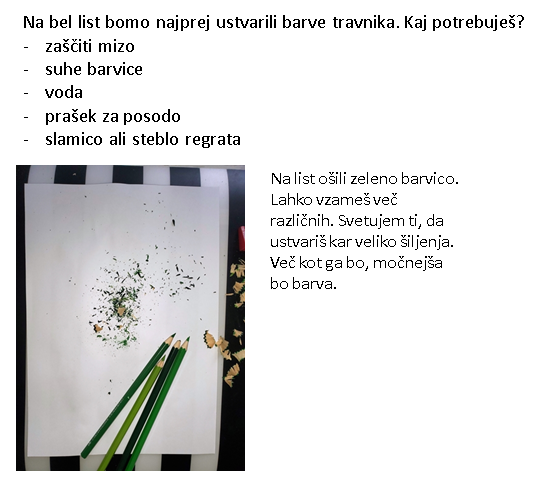 Na bel list bomo najprej ustvarili barve travnika. Kaj potrebuješ?
- zaščiti mizo
- suhe barvice
- voda
- prašek za posodo
- slamico ali steblo regrata
Na list ošili zeleno barvico.
Lahko vzameš več
različnih. Svetujem ti, da
ustvariš kar veliko šiljenja.
Več kot ga bo, močnejša
bo barva.